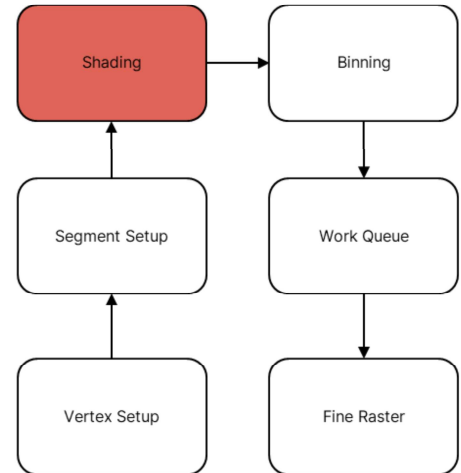 Shading
Binning
Segment Setup
Work Queue
Vertex Setup
Fine Raster